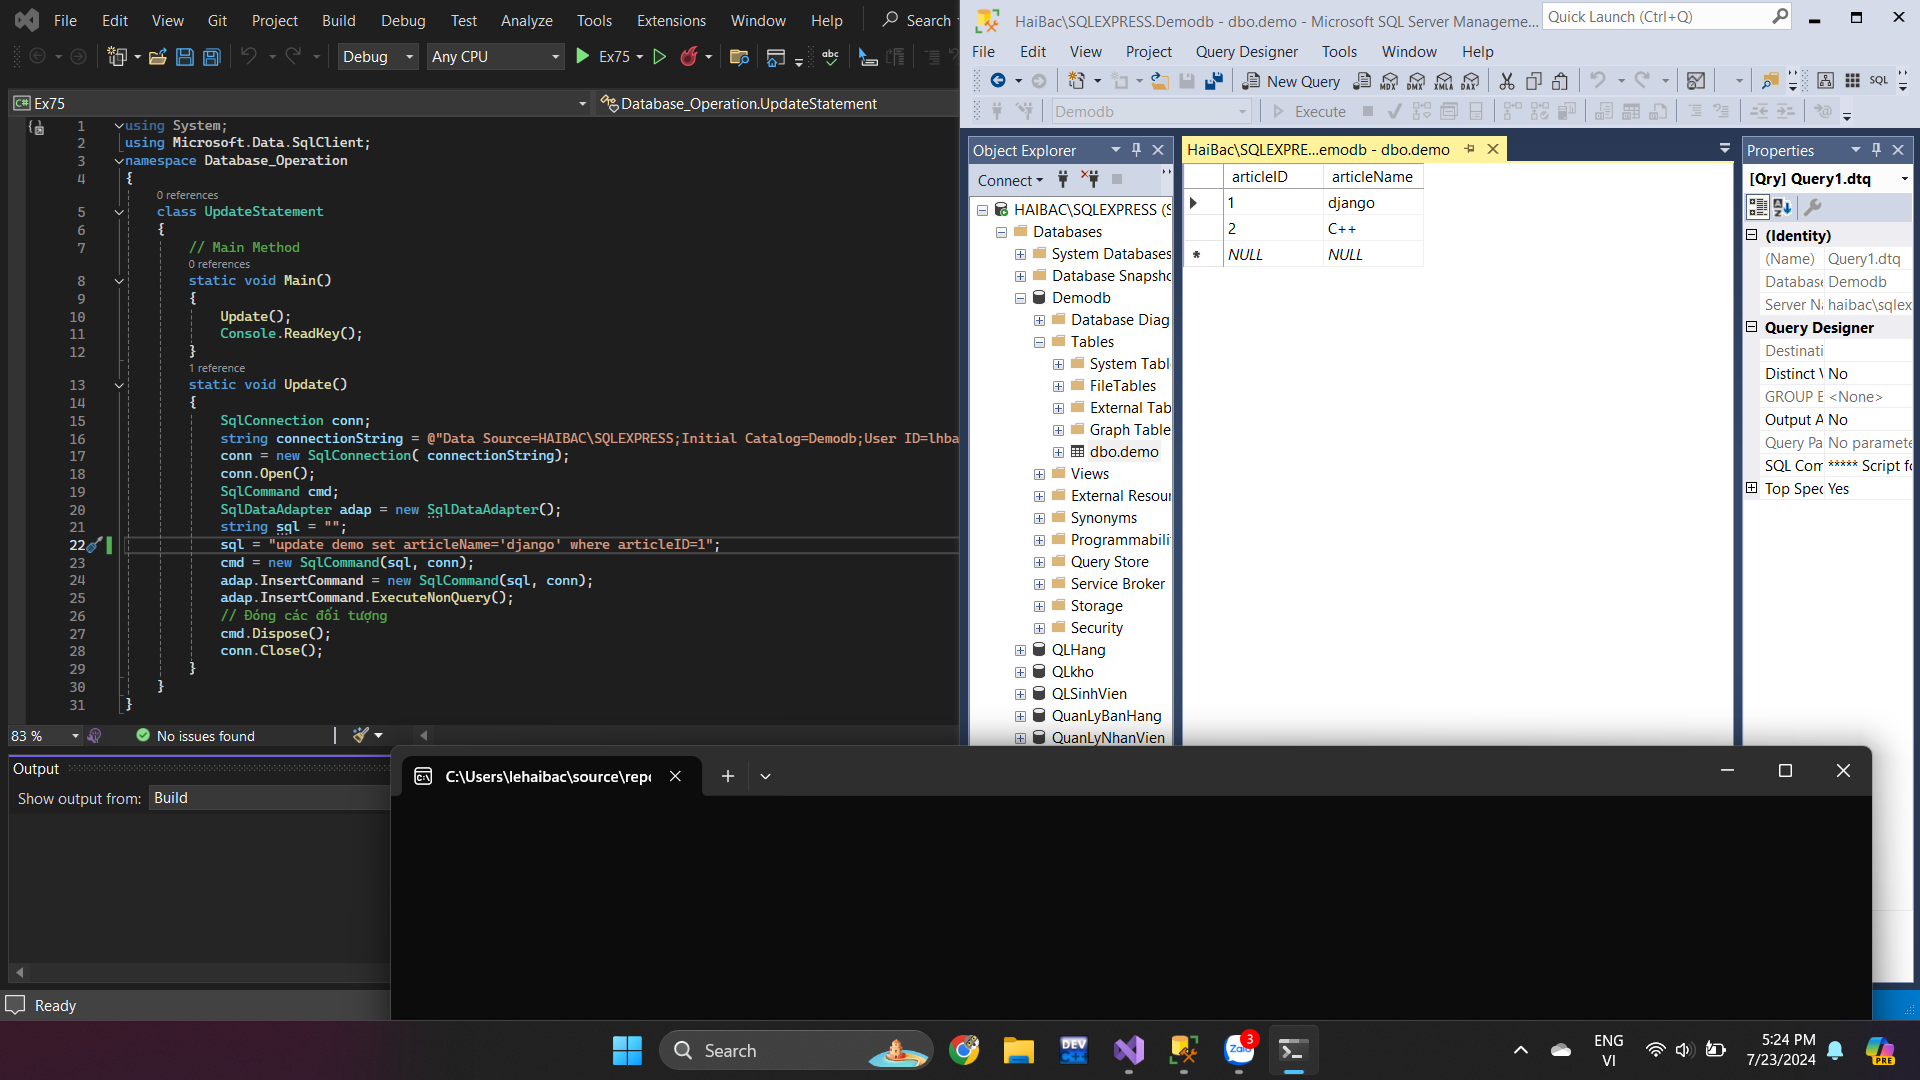 File Edit View Git Project Build Debug Test Analyze Tools Extensions Window Help Search
Debug Any CPU Ex75
C# Ex75 Database_Operation.UpdateStatement
1 using System;
2 using Microsoft.Data.SqlClient;
3 namespace Database_Operation
4 {
0 references
5 class UpdateStatement
6 {
7 // Main Method
0 references
8 static void Main()
9 {
10 Update();
11 Console.ReadKey();
12 }
1 reference
13 static void Update()
14 {
15 SqlConnection conn;
16 string connectionString = @"Data Source=HAIBAC\SQLEXPRESS;Initial Catalog=Demodb;User ID=lhba
17 conn = new SqlConnection( connectionString);
18 conn.Open();
19 SqlCommand cmd;
20 SqlDataAdapter adap = new SqlDataAdapter();
21 string sql = "";
22 sql = "update demo set articleName='django' where articleID=1";
23 cmd = new SqlCommand(sql, conn);
24 adap.InsertCommand = new SqlCommand(sql, conn);
25 adap.InsertCommand.ExecuteNonQuery();
26 // Đóng các đối tượng
27 cmd.Dispose();
28 conn.Close();
29 }
30 }
31 }
83 % No issues found
Output
Show output from: Build
Ready
HaiBac\SQLEXPRESS.Demodb - dbo.demo - Microsoft SQL Server Manageme...
Quick Launch (Ctrl+Q)
File Edit View Project Query Designer Tools Window Help
New Query MDX DMX XMLA DAX SQL
Demodb Execute
Object Explorer
Connect
HAIBAC\SQLEXPRESS (S
Databases
System Databases
Database Snapsho
Demodb
Database Diag
Tables
System Tabl
FileTables
External Tab
Graph Table
dbo.demo
Views
External Resour
Synonyms
Programmabili
Query Store
Service Broker
Storage
Security
QLHang
QLkho
QLSinhVien
QuanLyBanHang
QuanLyNhanVien
HaiBac\SQLEXPRE...emodb - dbo.demo
articleID articleName
1 django
2 C++
NULL NULL
Properties
[Qry] Query1.dtq
(Identity)
(Name) Query1.dtq
Database Demodb
Server Na haibac\sqlex
Query Designer
Destinati
Distinct V No
GROUP E <None>
Output A No
Query Pa No paramete
SQL Com ***** Script fo
Top Spec Yes
C:\Users\lehaibac\source\repo
Search
DEV C++
Zalo 3
ENG
VI
5:24 PM
7/23/2024
PRE